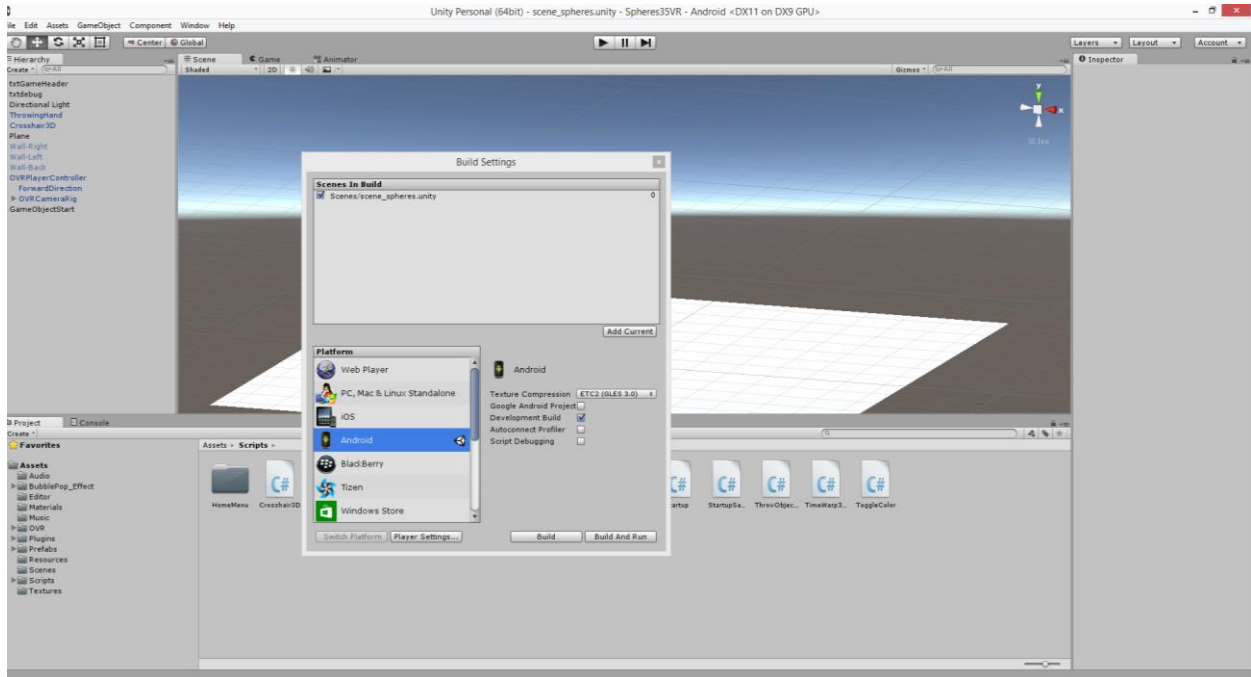 Unity Personal (64bit) - scene_spheres.unity - Spheres35VR - Android <DX11 on DX9 GPU>
ile Edit Assets GameObject Component Window Help
Center Global
Layers Layout Account
Hierarchy
Scene Game Animator
Inspector
Create All
Shaded 2D
Gizmos All
txtGameHeader
txtdebug
Directional Light
ThrowingHand
Crosshair3D
Plane
Wall-Right
Wall-Left
Wall-Back
OVRPlayerController
ForwardDirection
OVRCameraRig
GameObjectStart
y
x
Iso
Build Settings
Scenes In Build
Scenes/scene_spheres.unity 0
Add Current
Platform
Web Player
PC, Mac & Linux Standalone
iOS
Android
BlackBerry
Tizen
Windows Store
Android
Texture Compression ETC2 (GLES 3.0)
Google Android Project
Development Build
Autoconnect Profiler
Script Debugging
Switch Platform Player Settings... Build Build And Run
Project Console
Create
Favorites
Assets
Audio
BubblePop_Effect
Editor
Materials
Music
OVR
Plugins
Prefabs
Resources
Scenes
Scripts
Textures
Assets Scripts
C# C# C# C# C# C#
HomeMenu Crosshair3D artup StartupSa... ThrowObjec... TimeWarp3... ToggleColor